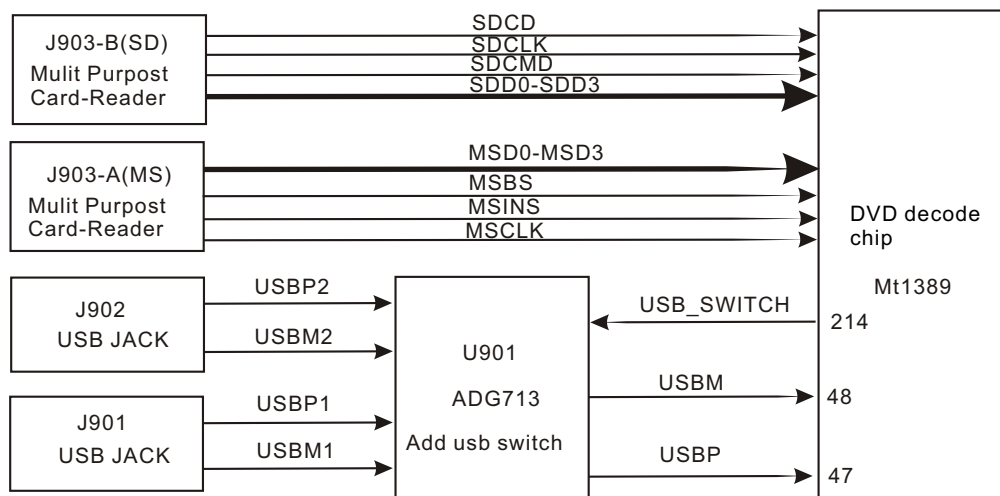 J903-B(SD)
Mulit Purpost
Card-Reader
SDCD
SDCLK
SDCMD
SDD0-SDD3
J903-A(MS)
Mulit Purpost
Card-Reader
MSD0-MSD3
MSBS
MSINS
MSCLK
DVD decode
chip
Mt1389
J902
USB JACK
USBP2
USBM2
J901
USB JACK
USBP1
USBM1
U901
ADG713
Add usb switch
USB_SWITCH
214
USBM
48
USBP
47